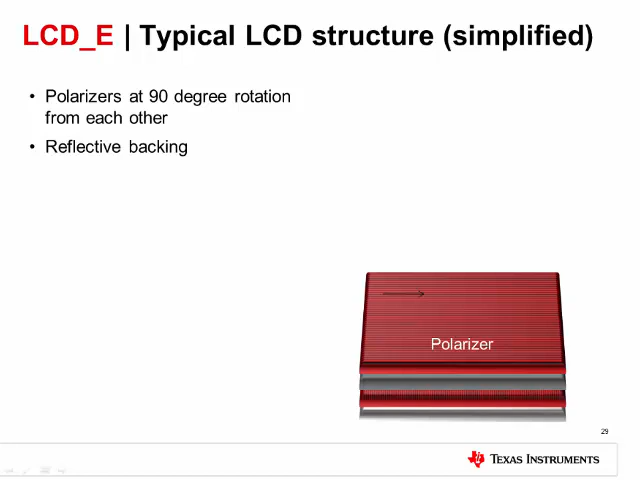 LCD_E | Typical LCD structure (simplified)
• Polarizers at 90 degree rotation
from each other
• Reflective backing
Polarizer
29
TEXAS INSTRUMENTS